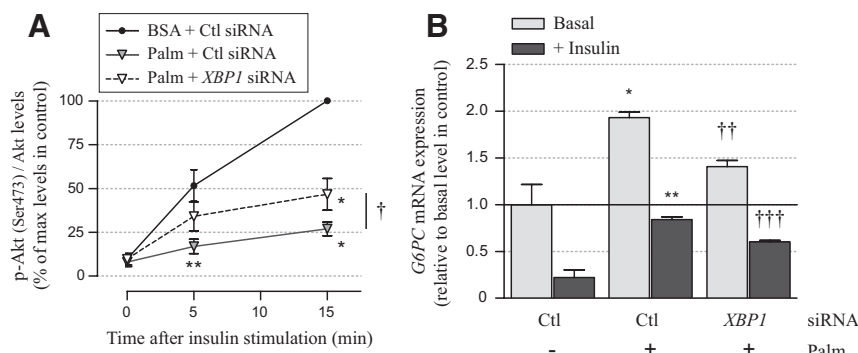 A
BSA + Ctl siRNA
Palm + Ctl siRNA
Palm + XBP1 siRNA
p-Akt (Ser473) / Akt levels
(% of max levels in control)
100
75
50
25
0
**
*
*
†
0 5 10 15
Time after insulin stimulation (min)
B
Basal
+ Insulin
G6PC mRNA expression
(relative to basal level in control)
2.5
2.0
1.5
1.0
0.5
0
*
**
††
†††
Ctl Ctl XBP1 siRNA
- + + Palm